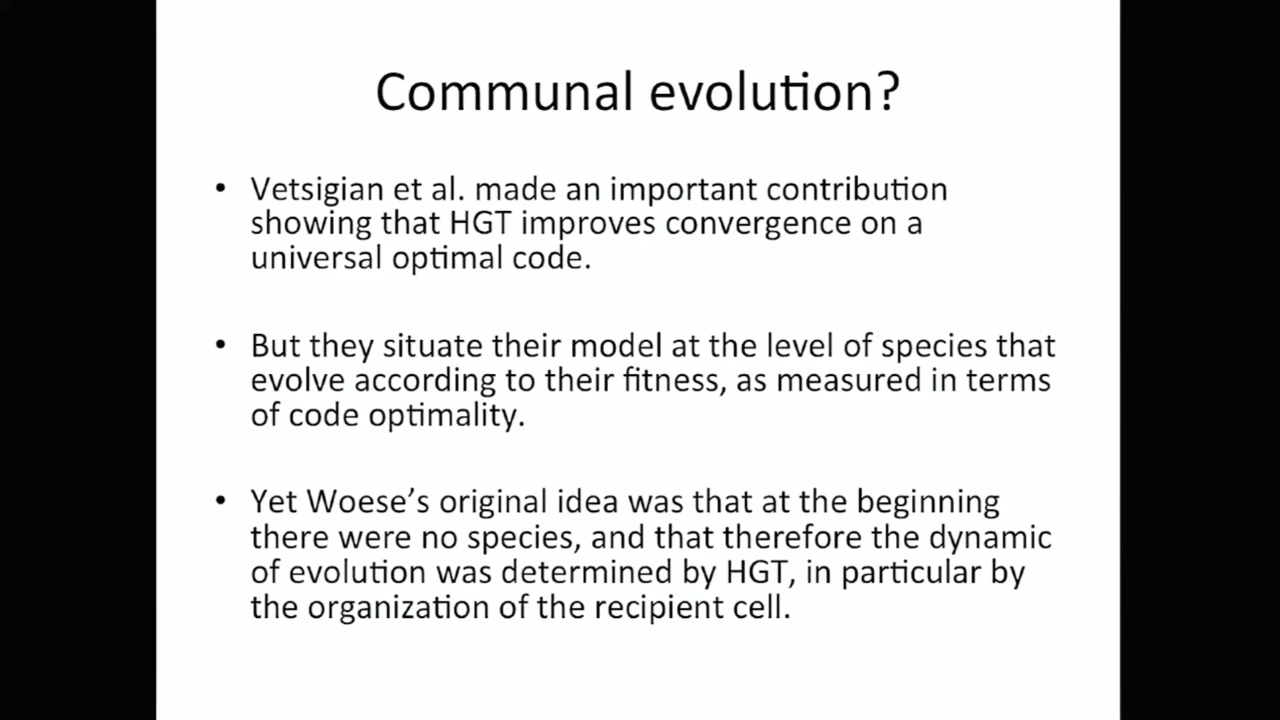 Communal evolution?
• Vetsigian et al. made an important contribution
showing that HGT improves convergence on a
universal optimal code.
• But they situate their model at the level of species that
evolve according to their fitness, as measured in terms
of code optimality.
• Yet Woese’s original idea was that at the beginning
there were no species, and that therefore the dynamic
of evolution was determined by HGT, in particular by
the organization of the recipient cell.